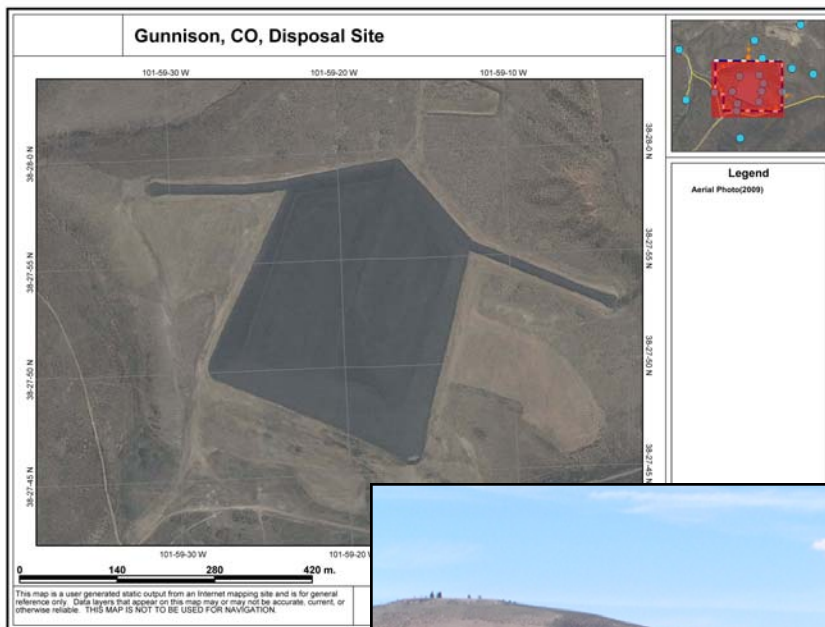 Gunnison, CO, Disposal Site
101-59-30 W
101-59-20 W
101-59-10 W
38-28-0 N
38-28-0 N
Legend
Aerial Photo(2009)
38-27-55 N
38-27-55 N
38-27-50 N
38-27-50 N
38-27-45 N
38-27-45 N
101-59-30 W
101-59-20 W
0
140
280
420 m.
This map is a user generated static output from an Internet mapping site and is for general
reference only. Data layers that appear on this map may or may not be accurate, current, or
otherwise reliable. THIS MAP IS NOT TO BE USED FOR NAVIGATION.